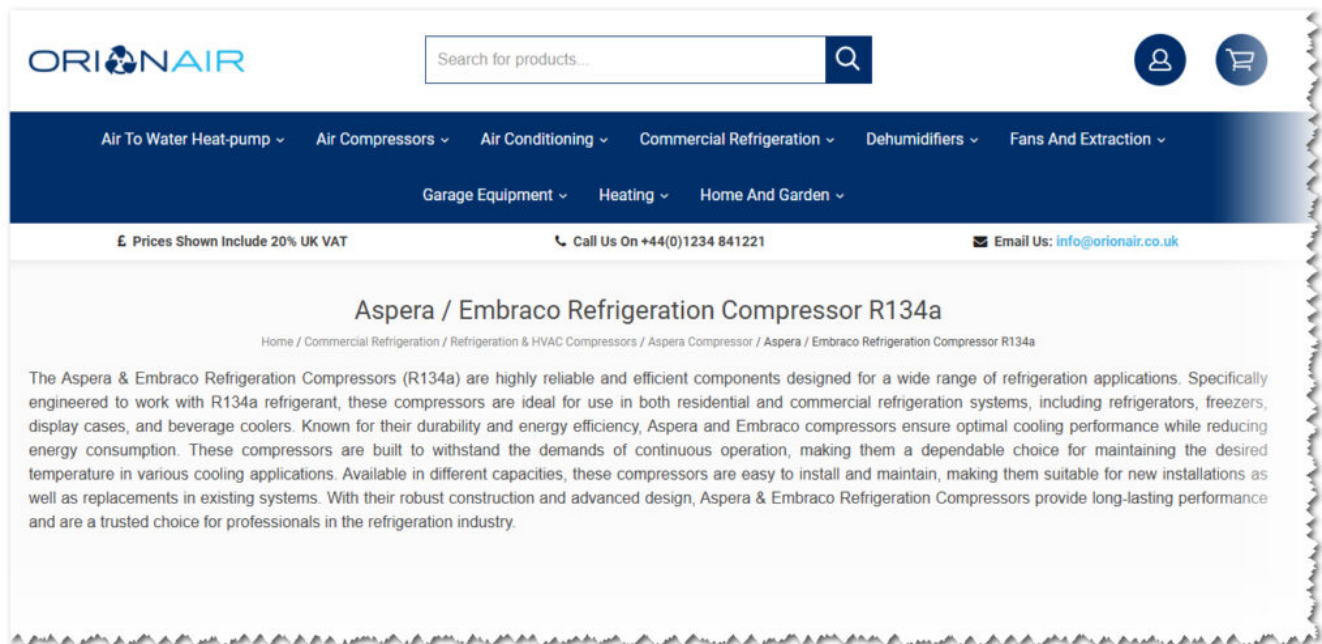 ORIONAIR
Search for products...
Air To Water Heat-pump Air Compressors Air Conditioning Commercial Refrigeration Dehumidifiers Fans And Extraction
Garage Equipment Heating Home And Garden
£ Prices Shown Include 20% UK VAT Call Us On +44(0)1234 841221 Email Us: info@orionair.co.uk
Aspera / Embraco Refrigeration Compressor R134a
Home / Commercial Refrigeration / Refrigeration & HVAC Compressors / Aspera Compressor / Aspera / Embraco Refrigeration Compressor R134a
The Aspera & Embraco Refrigeration Compressors (R134a) are highly reliable and efficient components designed for a wide range of refrigeration applications. Specifically
engineered to work with R134a refrigerant, these compressors are ideal for use in both residential and commercial refrigeration systems, including refrigerators, freezers,
display cases, and beverage coolers. Known for their durability and energy efficiency, Aspera and Embraco compressors ensure optimal cooling performance while reducing
energy consumption. These compressors are built to withstand the demands of continuous operation, making them a dependable choice for maintaining the desired
temperature in various cooling applications. Available in different capacities, these compressors are easy to install and maintain, making them suitable for new installations as
well as replacements in existing systems. With their robust construction and advanced design, Aspera & Embraco Refrigeration Compressors provide long-lasting performance
and are a trusted choice for professionals in the refrigeration industry.